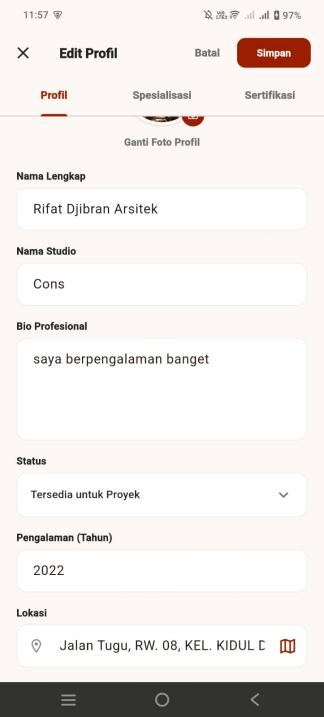 11:57
97%
Edit Profil
Batal
Simpan
Profil
Spesialisasi
Sertifikasi
Ganti Foto Profil
Nama Lengkap
Rifat Djibran Arsitek
Nama Studio
Cons
Bio Profesional
saya berpengalaman banget
Status
Tersedia untuk Proyek
Pengalaman (Tahun)
2022
Lokasi
Jalan Tugu, RW. 08, KEL. KIDUL